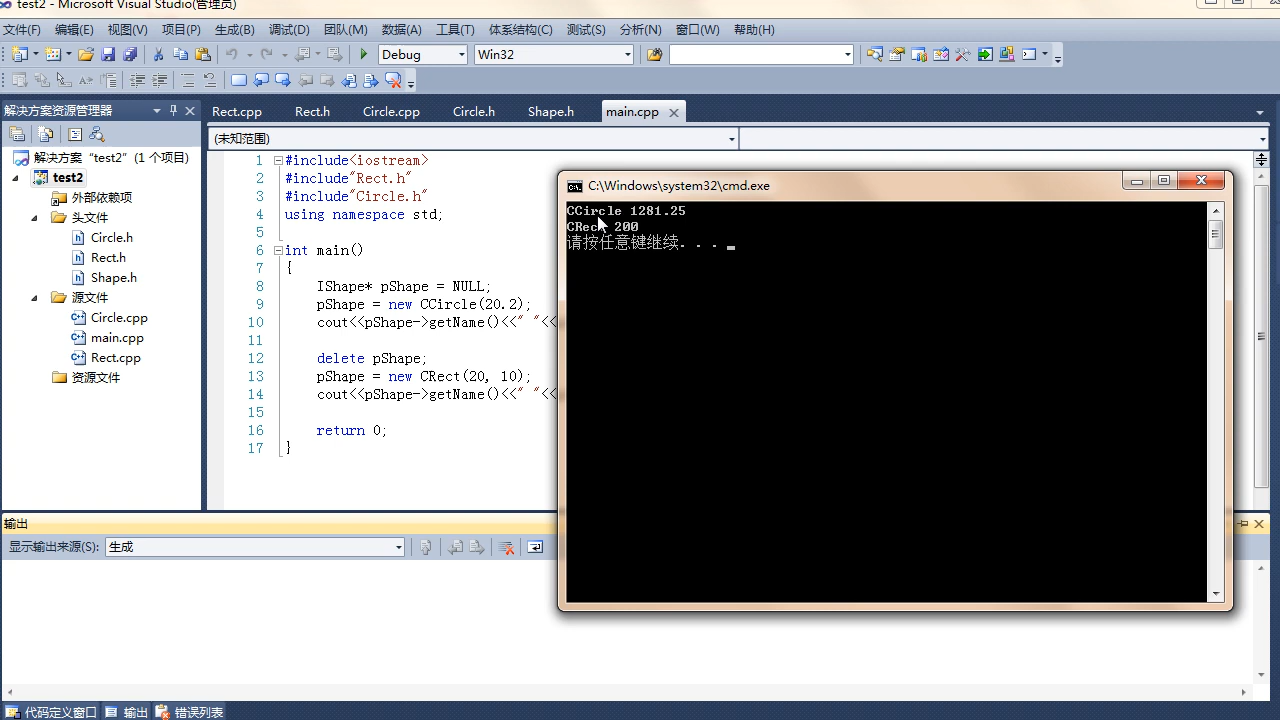 test2 - Microsoft Visual Studio(管理员)
文件(F) 编辑(E) 视图(V) 项目(P) 生成(B) 调试(D) 团队(M) 数据(A) 工具(T) 体系结构(C) 测试(S) 分析(N) 窗口(W) 帮助(H)
Debug Win32
解决方案资源管理器
Rect.cpp Rect.h Circle.cpp Circle.h Shape.h main.cpp
(未知范围)
解决方案 “test2” (1 个项目)
test2
外部依赖项
头文件
Circle.h
Rect.h
Shape.h
源文件
Circle.cpp
main.cpp
Rect.cpp
资源文件
1 #include<iostream>
2 #include"Rect.h"
3 #include"Circle.h"
4 using namespace std;
5
6 int main()
7 {
8 IShape* pShape = NULL;
9 pShape = new CCircle(20.2);
10 cout<<pShape->getName()<<" "<<
11
12 delete pShape;
13 pShape = new CRect(20, 10);
14 cout<<pShape->getName()<<" "<<
15
16 return 0;
17 }
C:\Windows\system32\cmd.exe
CCircle 1281.25
CRect 200
请按任意键继续. . .
输出
显示输出来源(S): 生成
代码定义窗口 输出 错误列表